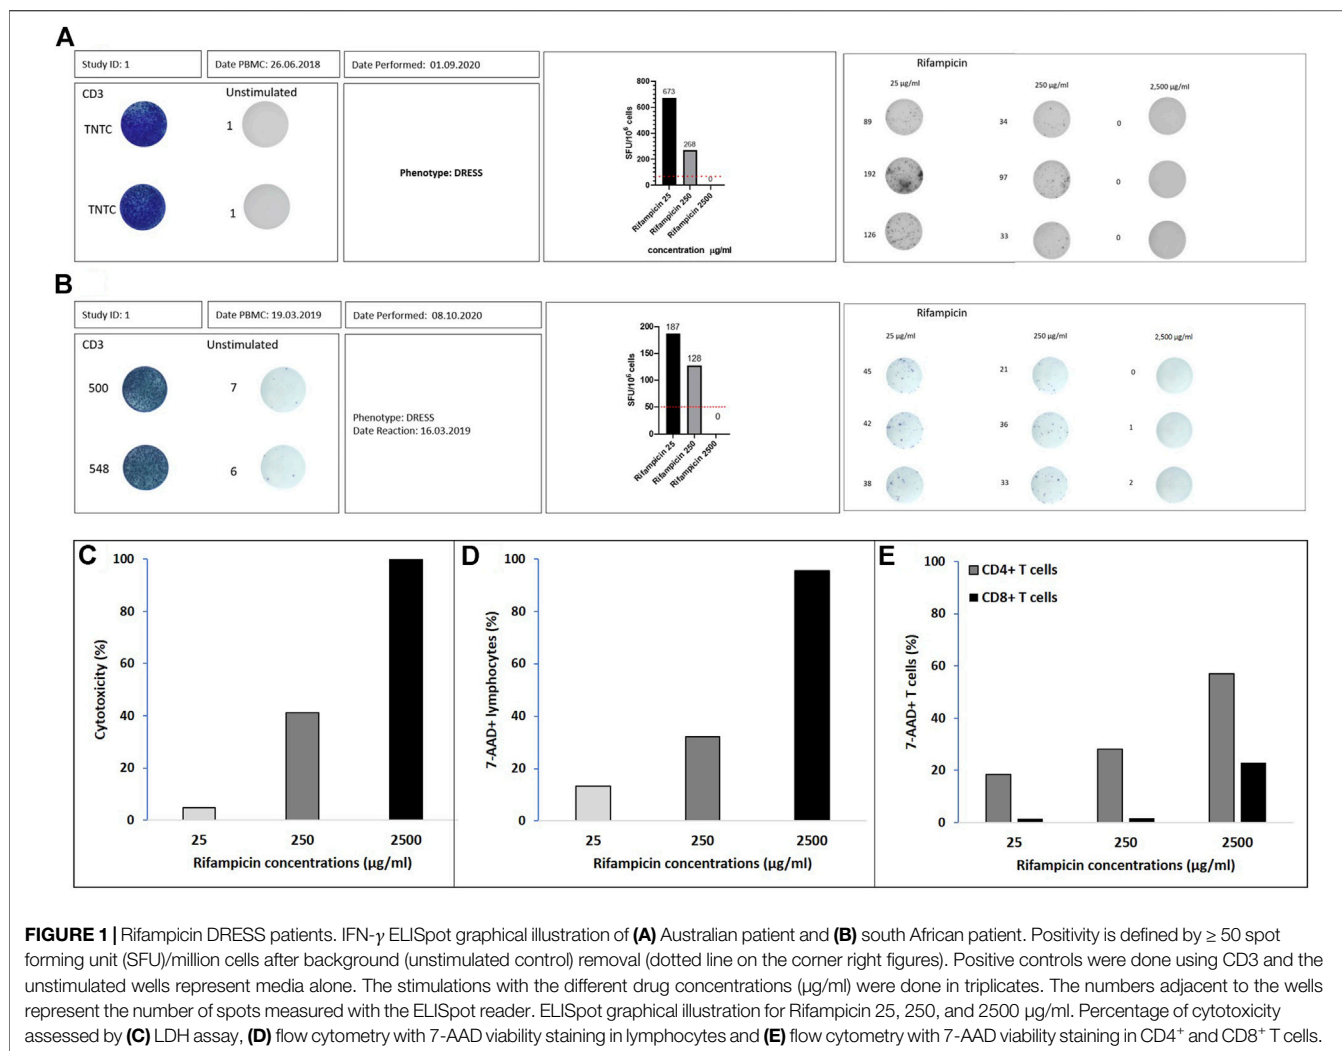 A
Study ID: 1
Date PBMC: 26.06.2018
Date Performed: 01.09.2020
CD3
Unstimulated
TNTC
1
TNTC
1
Phenotype: DRESS
SFU/10⁶ cells
800
600
400
200
0
673
268
0
Rifampicin 25
Rifampicin 250
Rifampicin 2500
concentration µg/ml
Rifampicin
25 µg/ml
250 µg/ml
2,500 µg/ml
89
34
0
192
97
0
126
33
0
B
Study ID: 1
Date PBMC: 19.03.2019
Date Performed: 08.10.2020
CD3
Unstimulated
500
7
548
6
Phenotype: DRESS
Date Reaction: 16.03.2019
SFU/10⁶ cells
200
150
100
50
0
187
128
0
Rifampicin 25
Rifampicin 250
Rifampicin 2500
Rifampicin
25 µg/ml
250 µg/ml
2,500 µg/ml
45
21
0
42
36
1
38
33
2
C
Cytotoxicity (%)
100
80
60
40
20
0
25
250
2500
Rifampicin concentrations (µg/ml)
D
7-AAD+ lymphocytes (%)
100
80
60
40
20
0
25
250
2500
Rifampicin concentrations (µg/ml)
E
7-AAD+ T cells (%)
100
80
60
40
20
0
CD4+ T cells
CD8+ T cells
25
250
2500
Rifampicin concentrations (µg/ml)
FIGURE 1 | Rifampicin DRESS patients. IFN-γ ELISpot graphical illustration of (A) Australian patient and (B) south African patient. Positivity is defined by ≥ 50 spot
forming unit (SFU)/million cells after background (unstimulated control) removal (dotted line on the corner right figures). Positive controls were done using CD3 and the
unstimulated wells represent media alone. The stimulations with the different drug concentrations (µg/ml) were done in triplicates. The numbers adjacent to the wells
represent the number of spots measured with the ELISpot reader. ELISpot graphical illustration for Rifampicin 25, 250, and 2500 µg/ml. Percentage of cytotoxicity
assessed by (C) LDH assay, (D) flow cytometry with 7-AAD viability staining in lymphocytes and (E) flow cytometry with 7-AAD viability staining in CD4⁺ and CD8⁺ T cells.